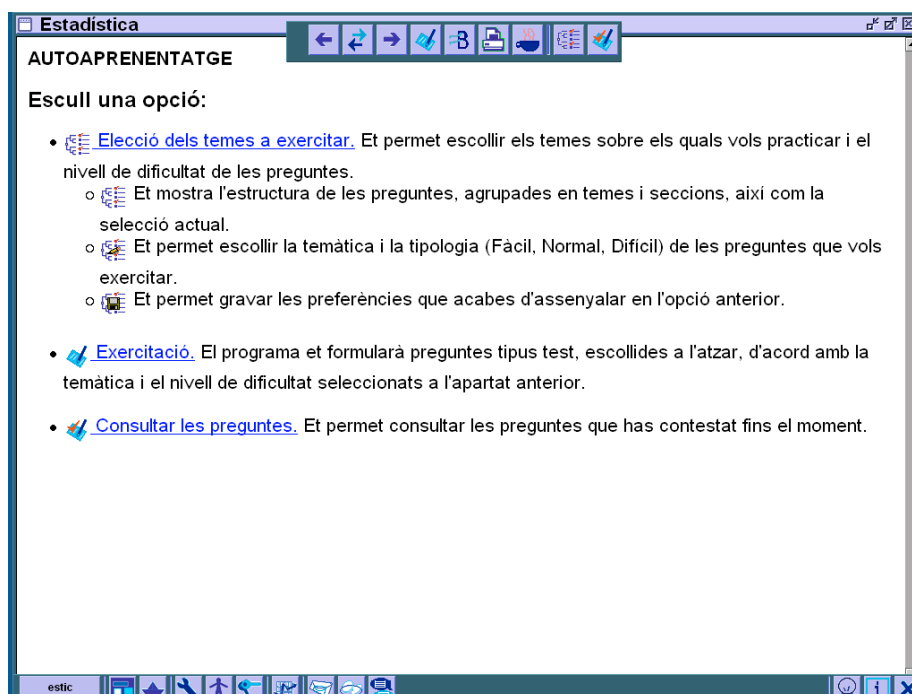 Estadística
AUTOAPRENENTATGE
Escull una opció:
Elecció dels temes a exercitar. Et permet escollir els temes sobre els quals vols practicar i el
nivell de dificultat de les preguntes.
Et mostra l'estructura de les preguntes, agrupades en temes i seccions, així com la
selecció actual.
Et permet escollir la temàtica i la tipologia (Fàcil, Normal, Difícil) de les preguntes que vols
exercitar.
Et permet gravar les preferències que acabes d'assenyalar en l'opció anterior.
Exercitació. El programa et formularà preguntes tipus test, escollides a l'atzar, d'acord amb la
temàtica i el nivell de dificultat seleccionats a l'apartat anterior.
Consultar les preguntes. Et permet consultar les preguntes que has contestat fins el moment.
estic